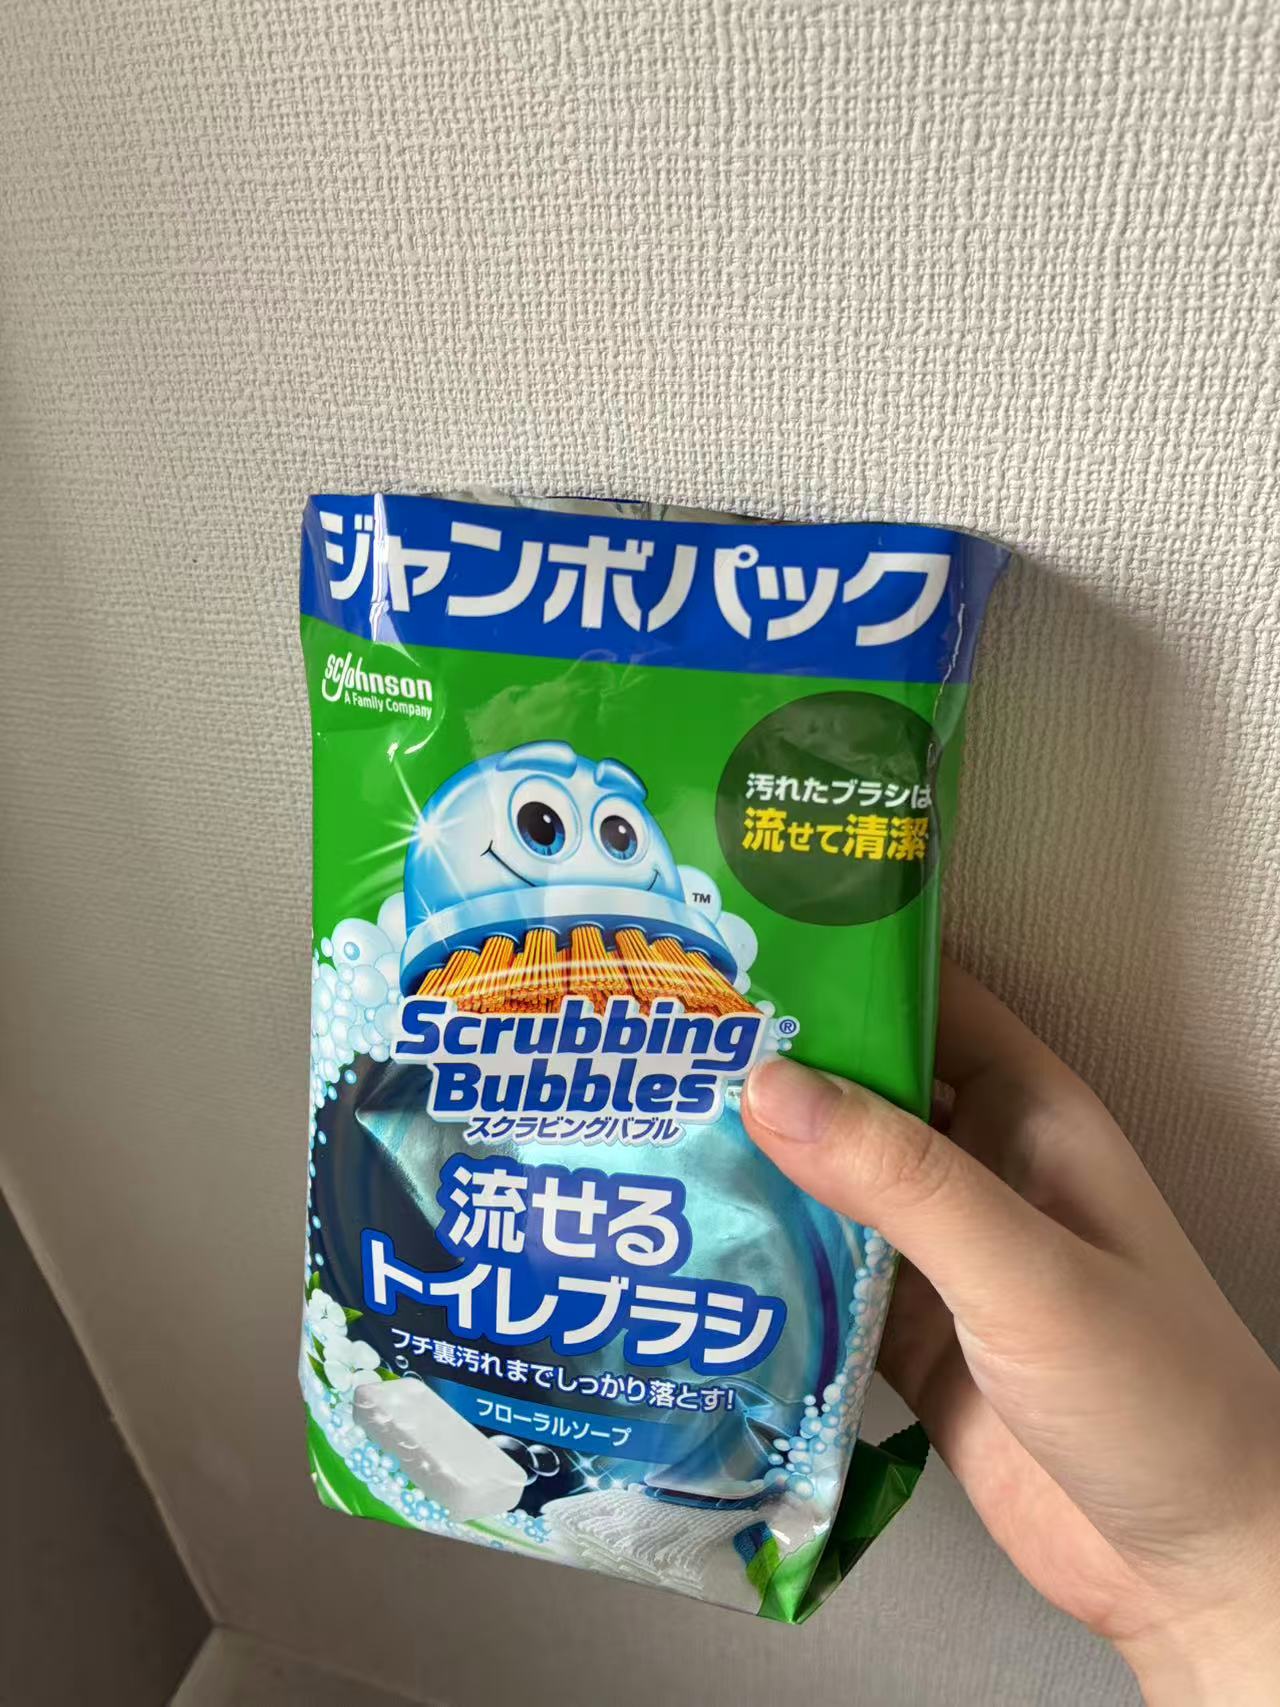 ジャンボパック
scJohnson
A Family Company
汚れたブラシは
流せて清潔
TM
Scrubbing
Bubbles
®
スクラビングバブル
流せる
トイレブラシ
フチ裏汚れまでしっかり落とす!
フローラルソープ